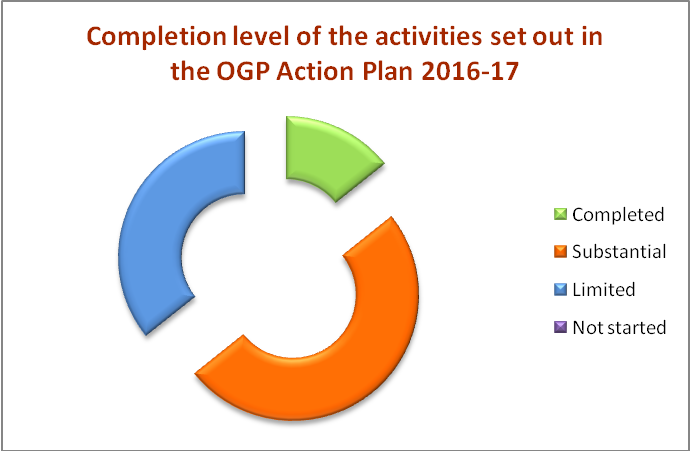 Completion level of the activities set out in
the OGP Action Plan 2016-17
Completed
Substantial
Limited
Not started